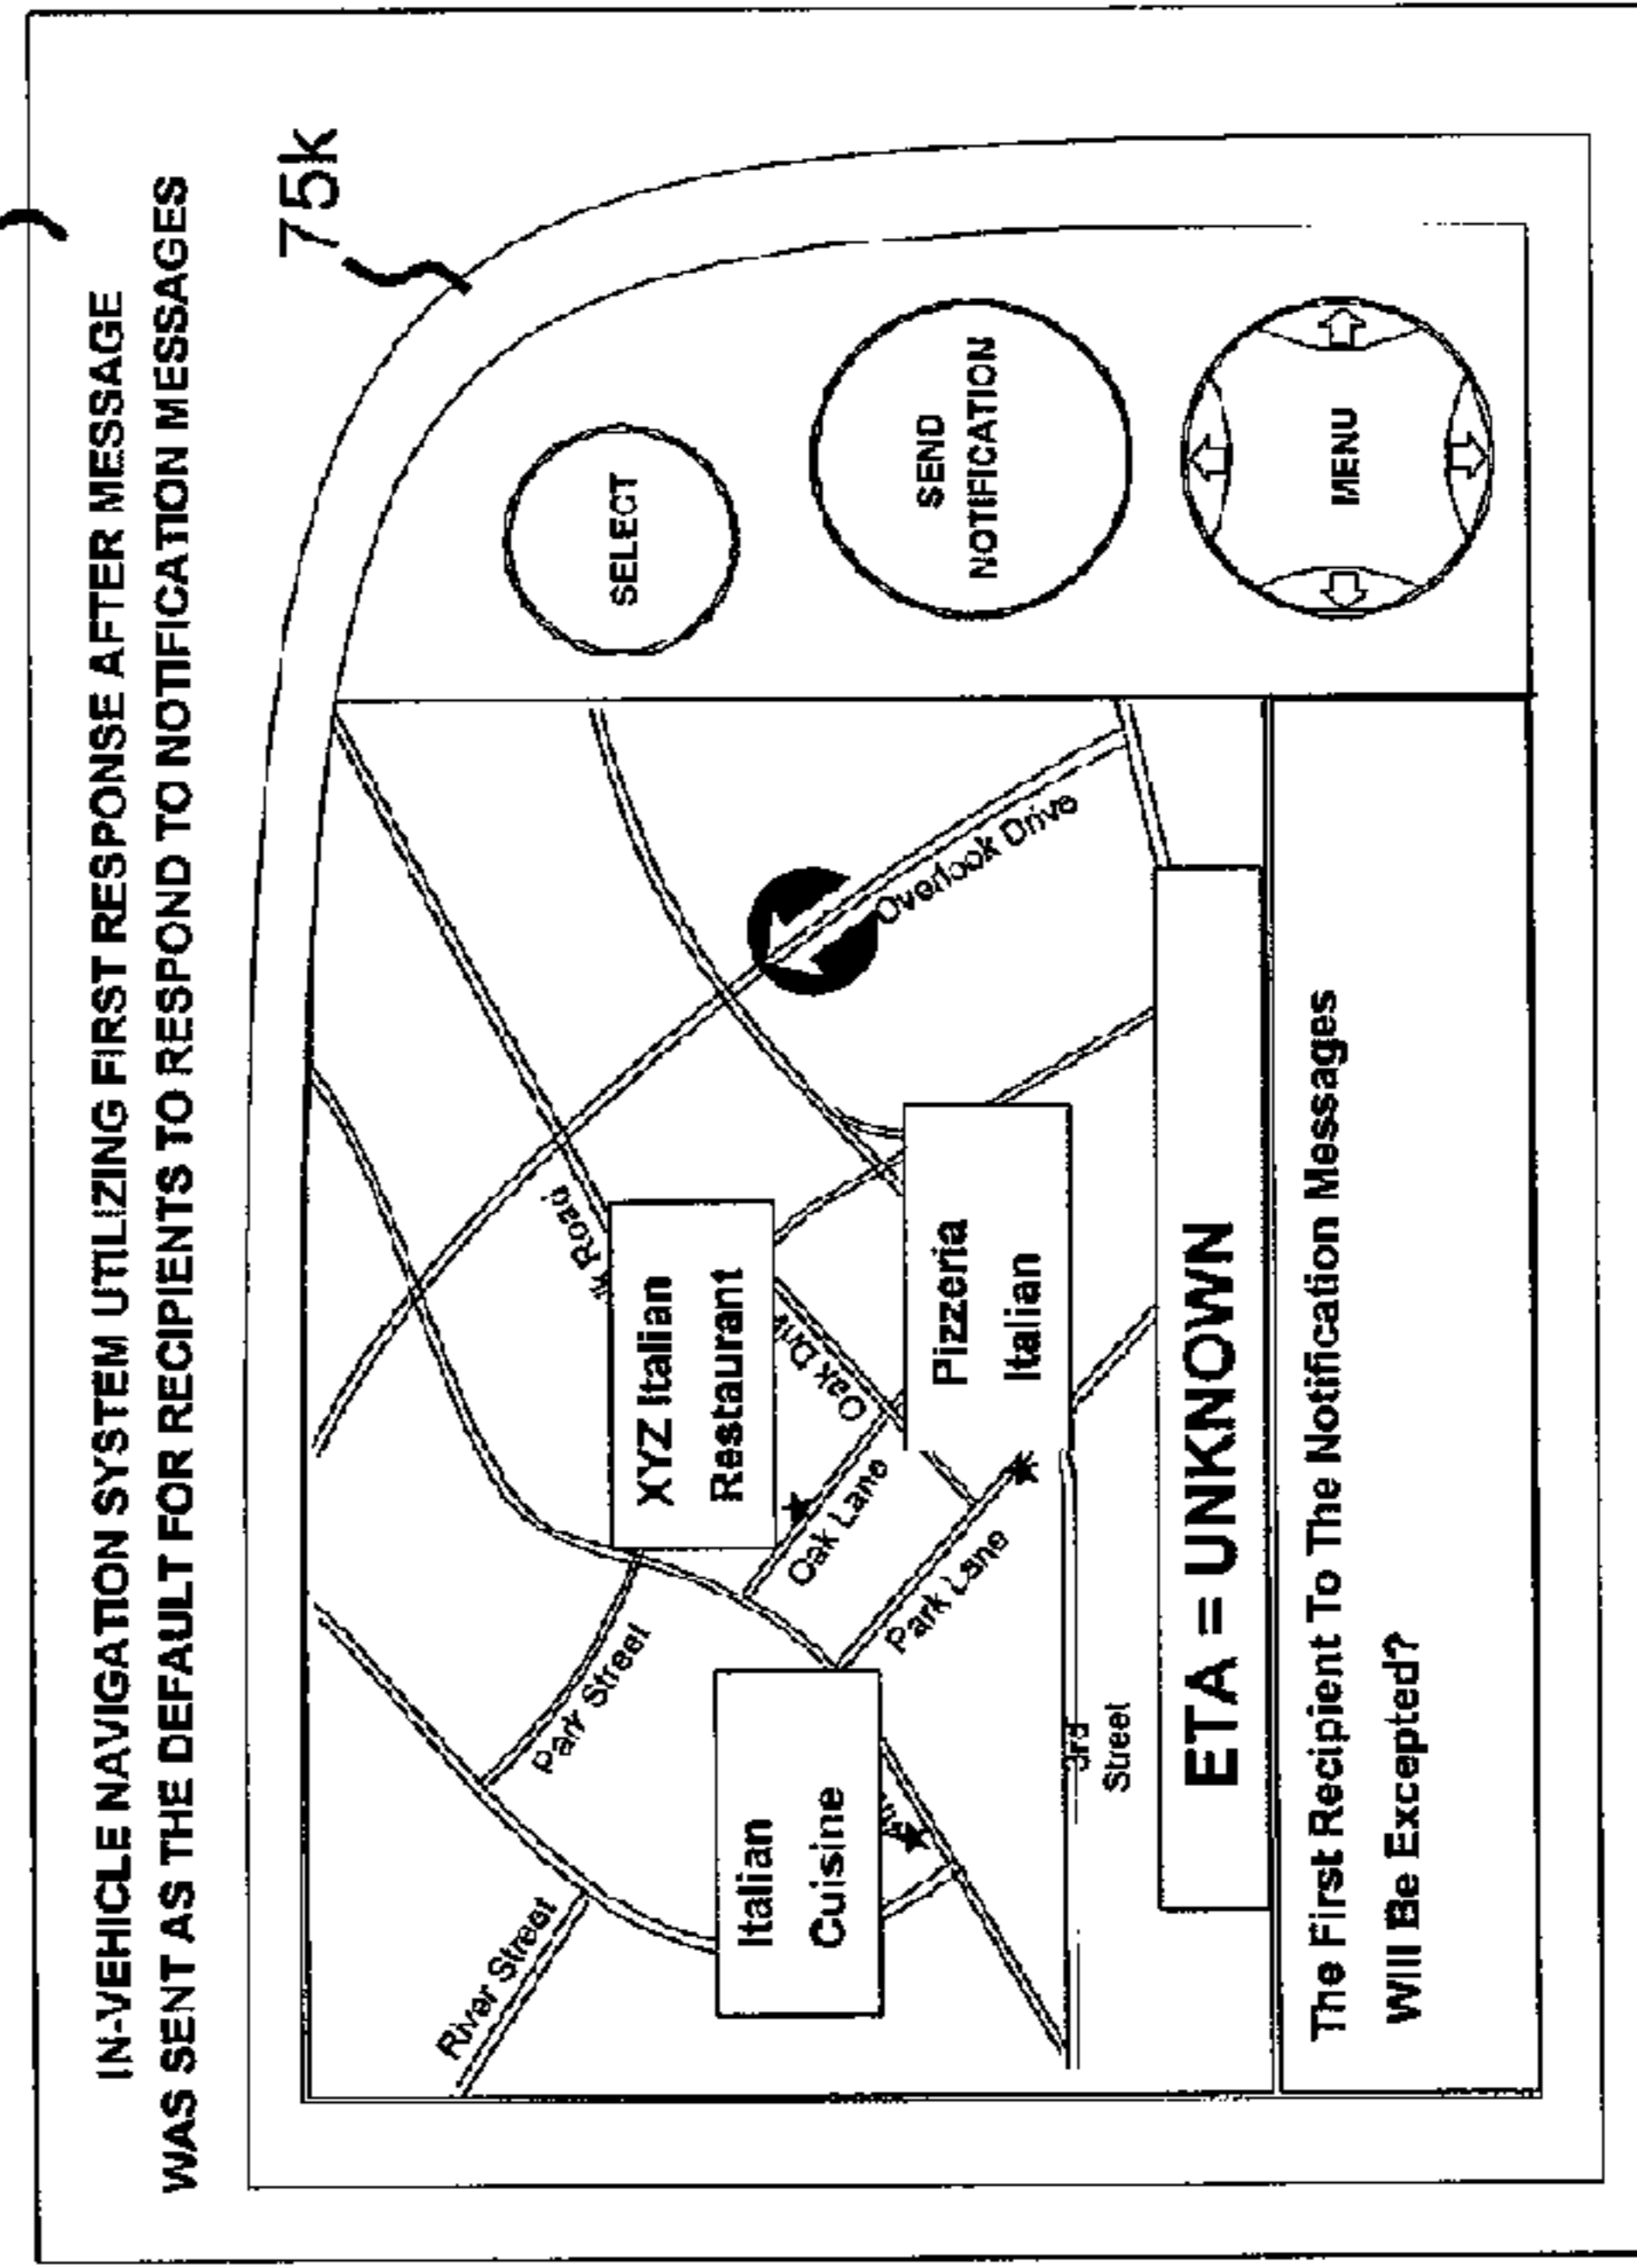 IN-VEHICLE NAVIGATION SYSTEM UTILIZING FIRST RESPONSE AFTER MESSAGE
WAS SENT AS THE DEFAULT FOR RECIPIENTS TO RESPOND TO NOTIFICATION MESSAGES
75k
River Street
Park Street
XYZ Italian
Restaurant
Road
Oak Lane
Italian
Cuisine
Park Lane
Pizzeria
Italian
Overlook Drive
3rd
Street
ETA = UNKNOWN
The First Recipient To The Notification Messages
Will Be Excepted?
SELECT
SEND
NOTIFICATION
MENU